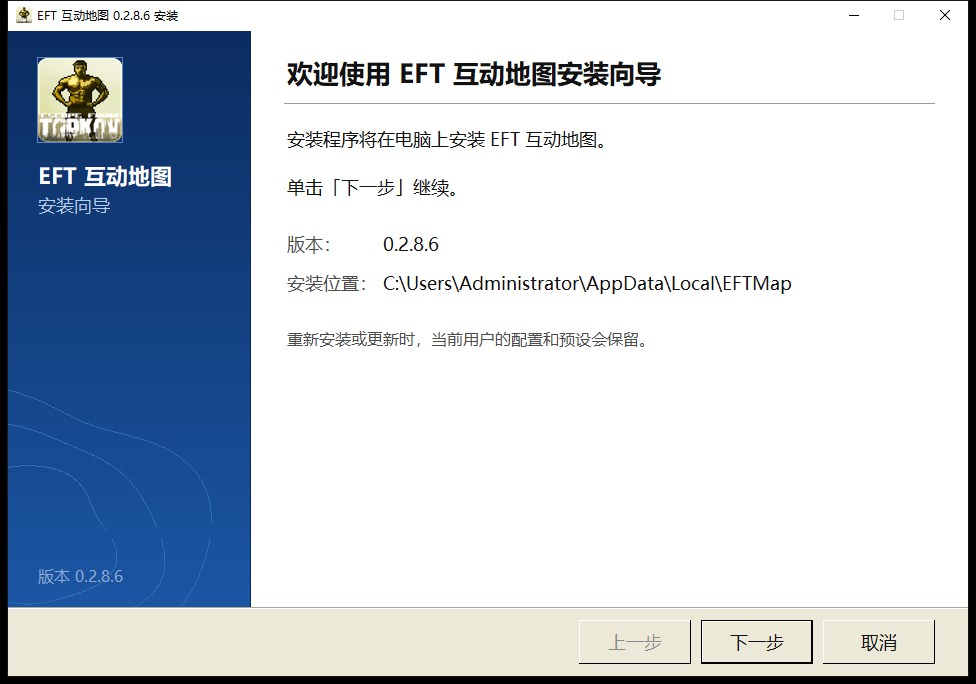 EFT 互动地图 0.2.8.6 安装
TARKOV
EFT 互动地图
安装向导
版本 0.2.8.6
欢迎使用 EFT 互动地图安装向导
安装程序将在电脑上安装 EFT 互动地图。
单击「下一步」继续。
版本： 0.2.8.6
安装位置： C:\Users\Administrator\AppData\Local\EFTMap
重新安装或更新时，当前用户的配置和预设会保留。
上一步 下一步 取消